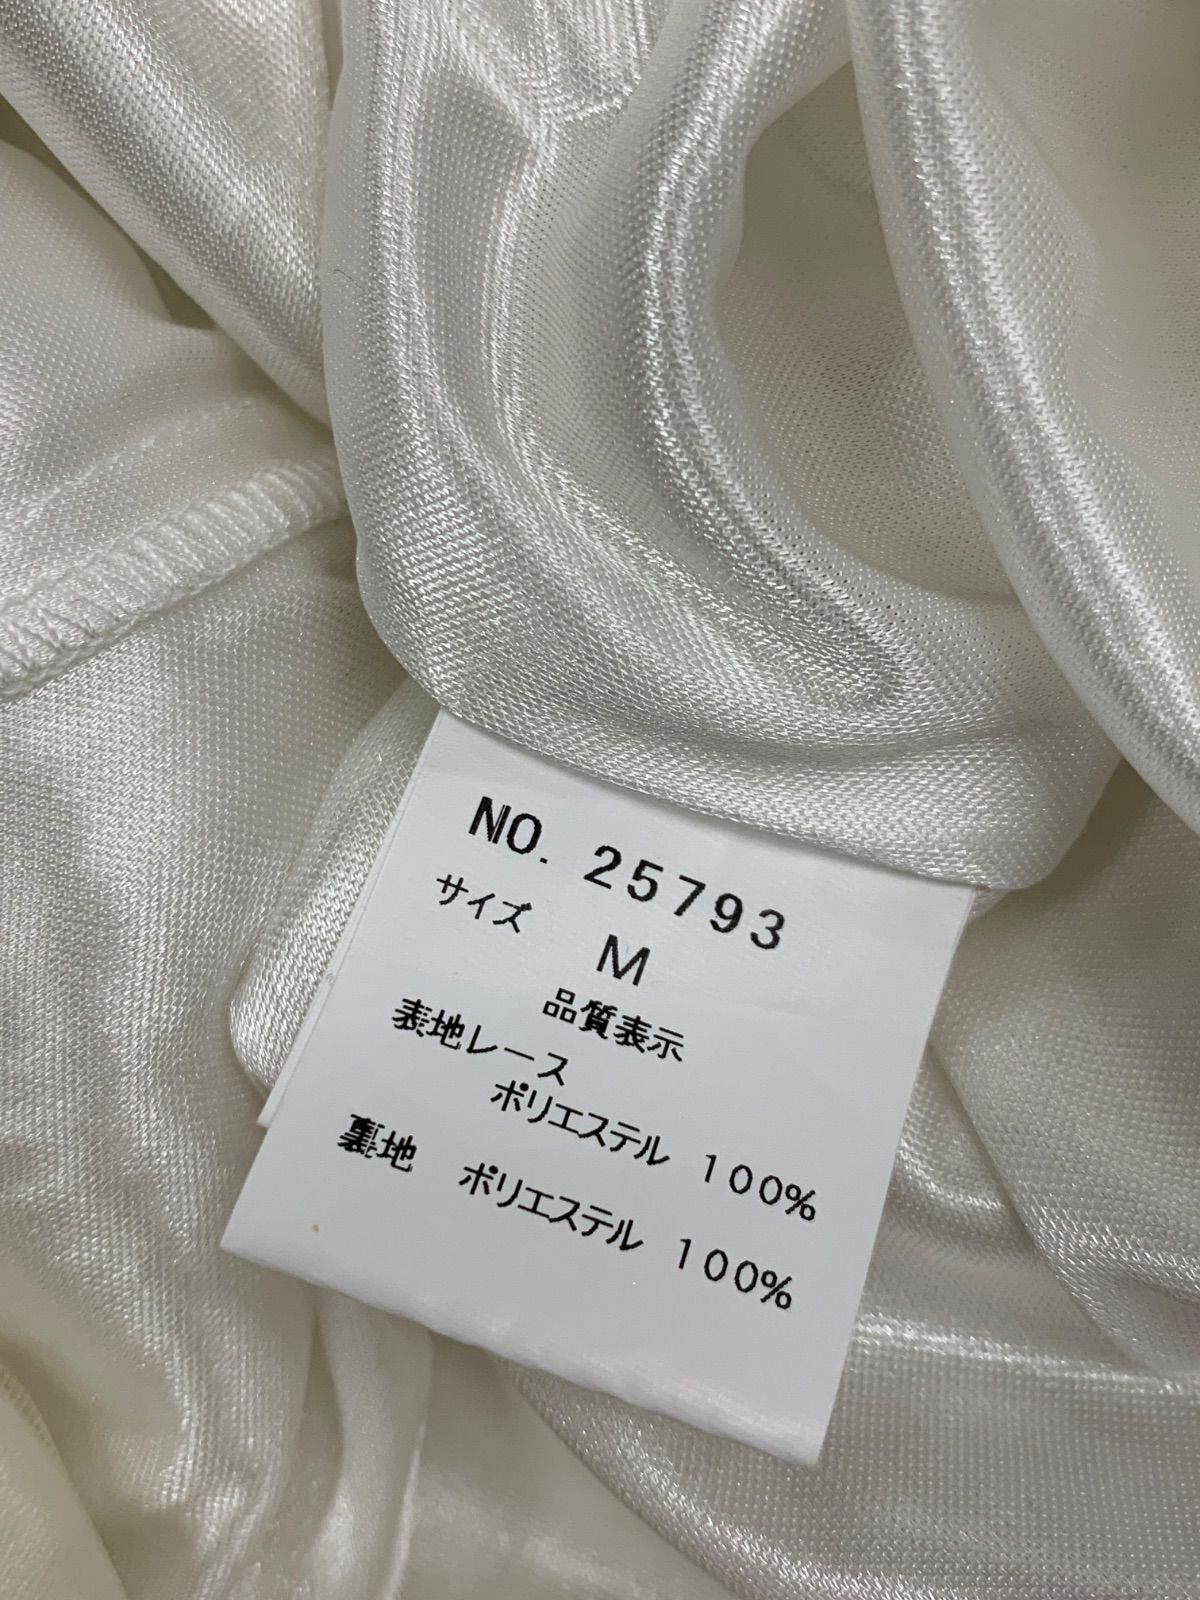 NO. 25793
サイズ M
品質表示
表地レース
ポリエステル 100%
裏地 ポリエステル 100%